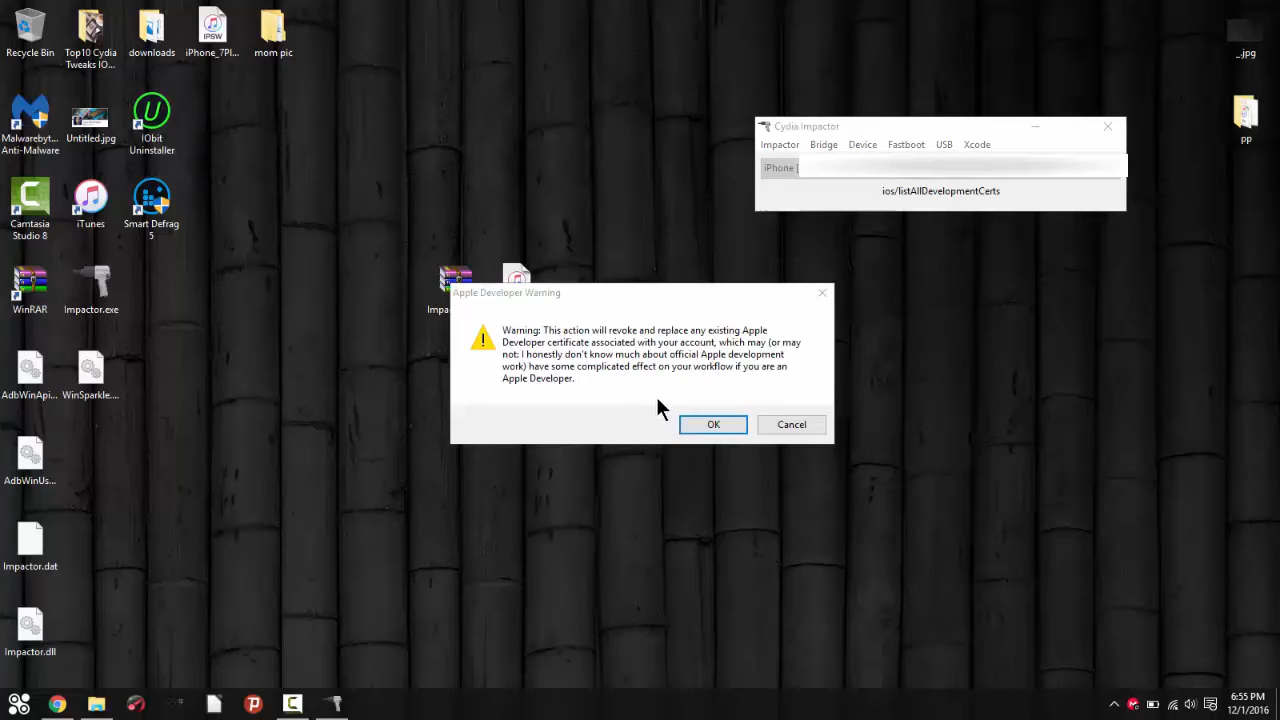 Recycle Bin
Top10 Cydia
Tweaks IO...
downloads
IPSW
iPhone_7Pl...
mom pic
_.jpg
Malwarebyt...
Anti-Malware
Untitled.jpg
IObit
Uninstaller
pp
Cydia Impactor
Impactor Bridge Device Fastboot USB Xcode
iPhone [
ios/listAllDevelopmentCerts
Camtasia
Studio 8
iTunes
Smart Defrag
5
WinRAR
Impactor.exe
Impac
Apple Developer Warning
Warning: This action will revoke and replace any existing Apple
Developer certificate associated with your account, which may (or may
not: I honestly don't know much about official Apple development
work) have some complicated effect on your workflow if you are an
Apple Developer.
OK
Cancel
AdbWinApi...
WinSparkle....
AdbWinUs...
Impactor.dat
Impactor.dll
6:55 PM
12/1/2016